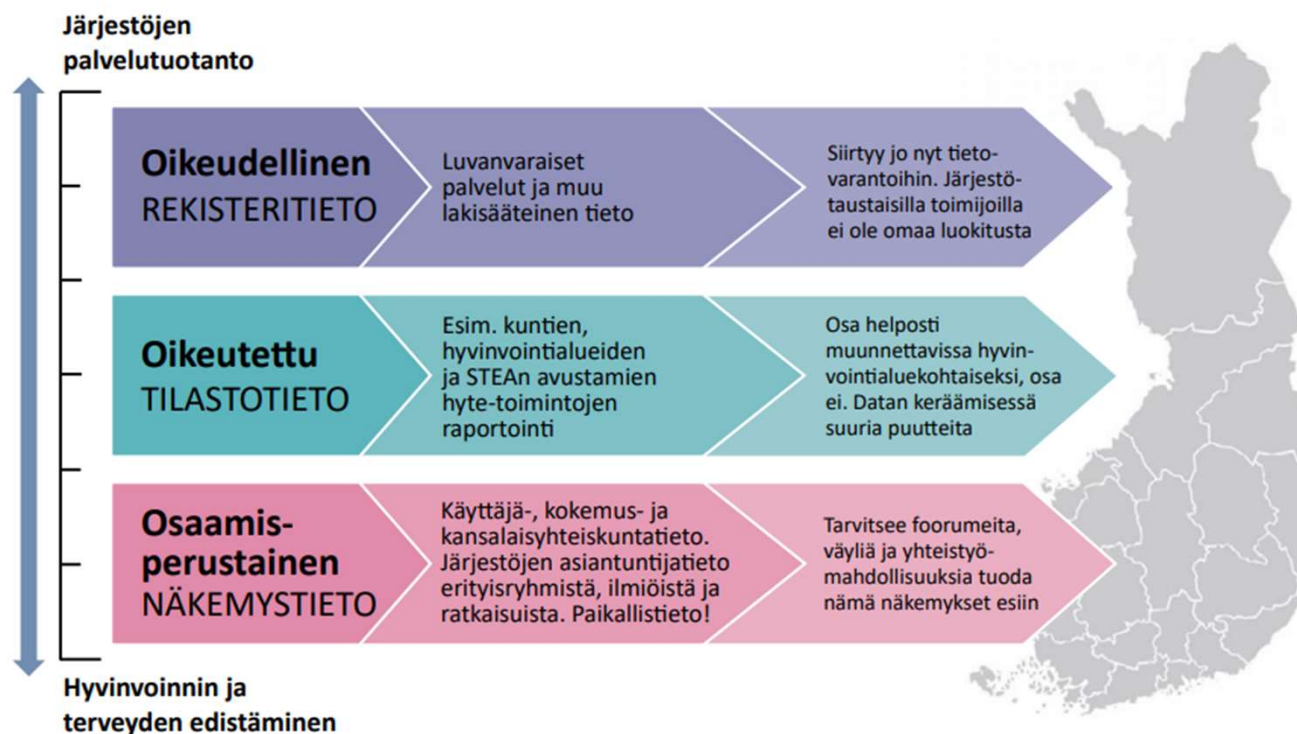 Järjestöjen
palvelutuotanto
Oikeudellinen
REKISTERITIETO
Luvanvaraiset
palvelut ja muu
lakisääteinen tieto
Siirtyy jo nyt tieto-
varantoihin. Järjestö-
taustaisilla toimijoilla
ei ole omaa luokitusta
Oikeutettu
TILASTOTIETO
Esim. kuntien,
hyvinvointialueiden
ja STEAn avustamien
hyte-toimintojen
raportointi
Osa helposti
muunnettavissa hyvin-
vointialuekohtaiseksi, osa
ei. Datan keräämisessä
suuria puutteita
Osaamis-
perustainen
NÄKEMYSTIETO
Käyttäjä-, kokemus- ja
kansalaisyhteiskuntatieto.
Järjestöjen asiantuntijatieto
erityisryhmistä, ilmiöistä ja
ratkaisuista. Paikallistieto!
Tarvitsee foorumeita,
väyliä ja yhteistyö-
mahdollisuuksia tuoda
nämä näkemykset esiin
Hyvinvoinnin ja
terveyden edistäminen